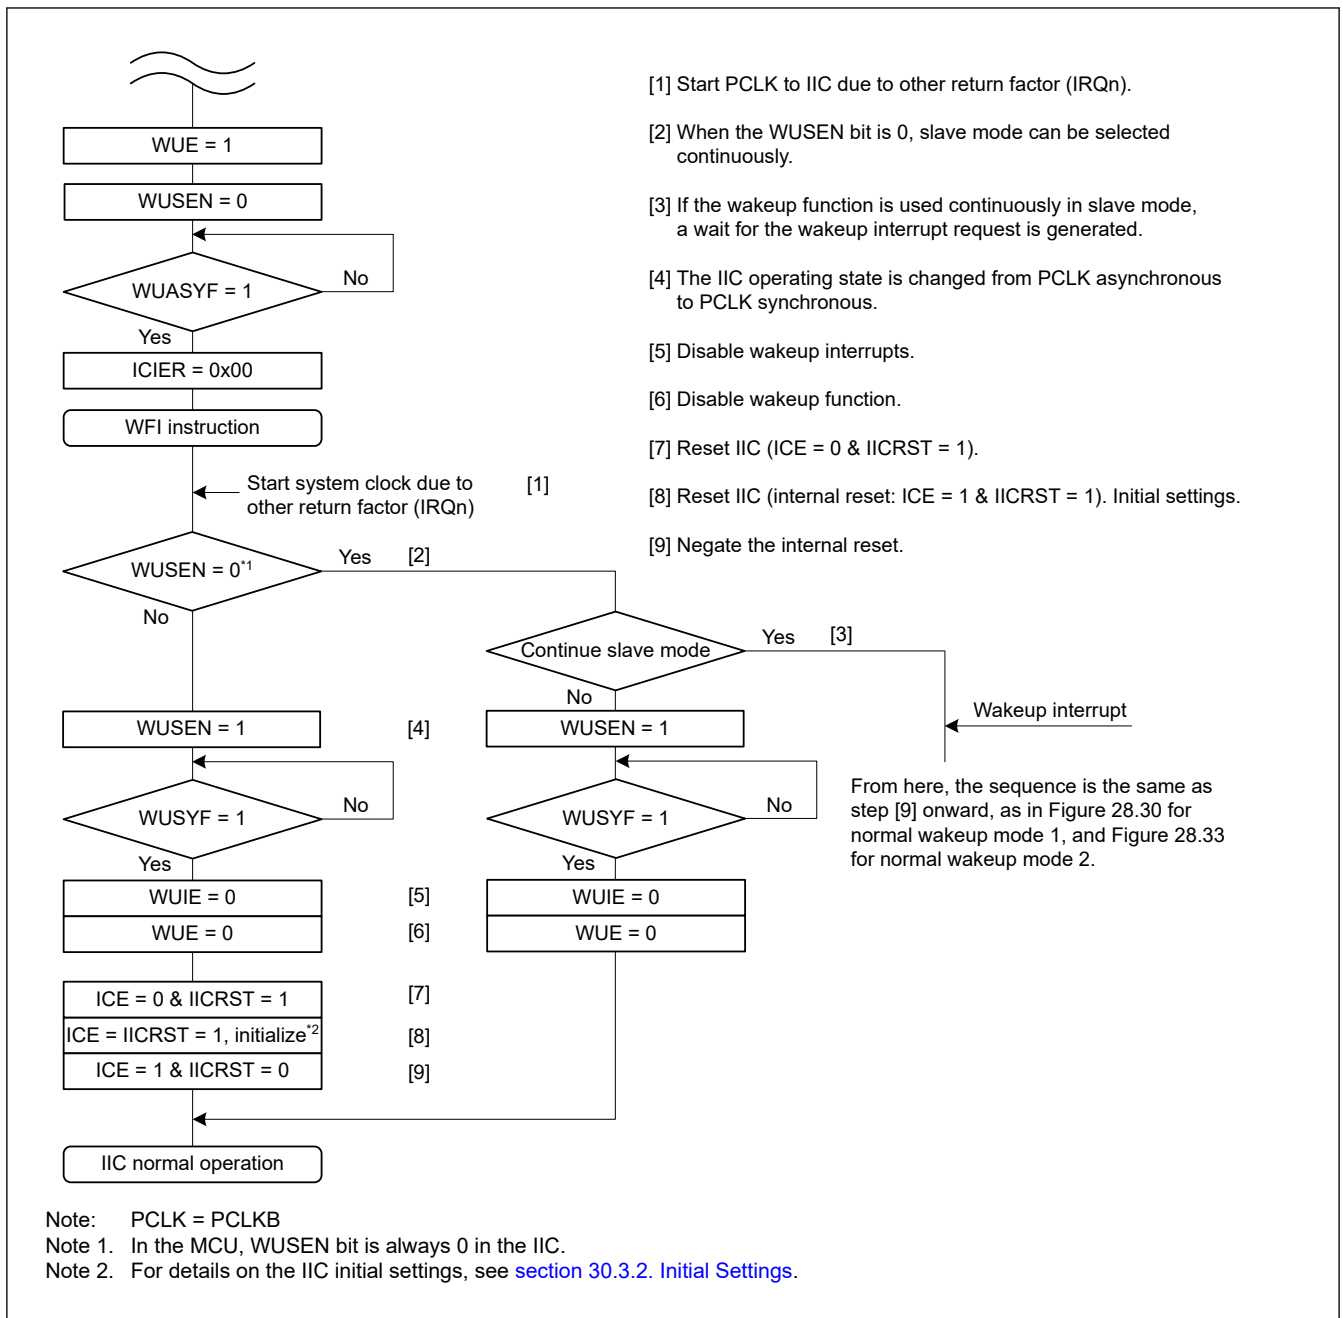 WUE = 1
WUSEN = 0
WUASYF = 1
No
Yes
ICIER = 0x00
WFI instruction
Start system clock due to
other return factor (IRQn)
[1]
WUSEN = 0*1
Yes
[2]
No
Continue slave mode
Yes
[3]
No
Wakeup interrupt
From here, the sequence is the same as
step [9] onward, as in Figure 28.30 for
normal wakeup mode 1, and Figure 28.33
for normal wakeup mode 2.
WUSEN = 1
[4]
WUSEN = 1
WUSYF = 1
No
Yes
WUSYF = 1
No
Yes
WUIE = 0
[5]
WUIE = 0
WUE = 0
[6]
WUE = 0
ICE = 0 & IICRST = 1
[7]
ICE = IICRST = 1, initialize*2
[8]
ICE = 1 & IICRST = 0
[9]
IIC normal operation
[1] Start PCLK to IIC due to other return factor (IRQn).
[2] When the WUSEN bit is 0, slave mode can be selected
continuously.
[3] If the wakeup function is used continuously in slave mode,
a wait for the wakeup interrupt request is generated.
[4] The IIC operating state is changed from PCLK asynchronous
to PCLK synchronous.
[5] Disable wakeup interrupts.
[6] Disable wakeup function.
[7] Reset IIC (ICE = 0 & IICRST = 1).
[8] Reset IIC (internal reset: ICE = 1 & IICRST = 1). Initial settings.
[9] Negate the internal reset.
Note: PCLK = PCLKB
Note 1. In the MCU, WUSEN bit is always 0 in the IIC.
Note 2. For details on the IIC initial settings, see section 30.3.2. Initial Settings.